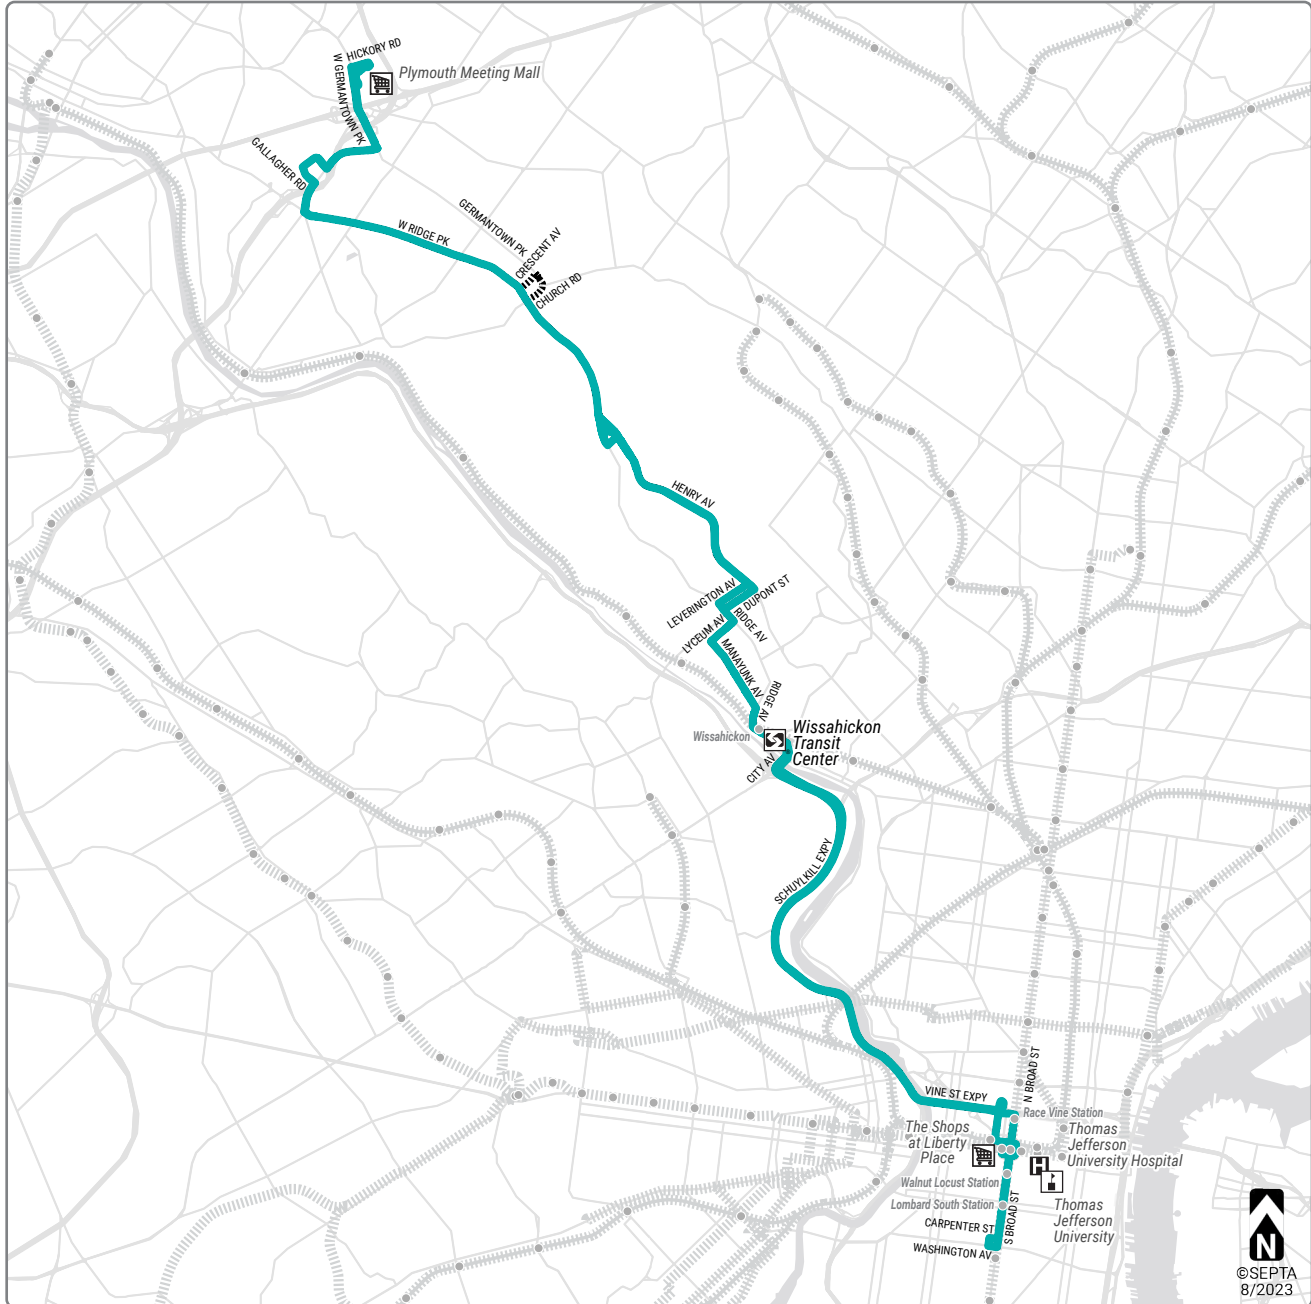 HICKORY RD
W GERMANTOWN PK
Plymouth Meeting Mall
GALLAGHER RD
W RIDGE PK
GERMANTOWN PK
CRESCENT AV
CHURCH RD
HENRY AV
LEVERINGTON AV
DUPONT ST
RIDGE AV
LYCEUM AV
MANAYUNK AV
RIDGE AV
Wissahickon
Wissahickon
Transit
Center
CITY AV
SCHUYLKILL EXPY
VINE ST EXPY
N BROAD ST
Race Vine Station
The Shops
at Liberty
Place
Thomas
Jefferson
University Hospital
H
Walnut Locust Station
Lombard South Station
S BROAD ST
Thomas
Jefferson
University
CARPENTER ST
WASHINGTON AV
N
©SEPTA
8/2023